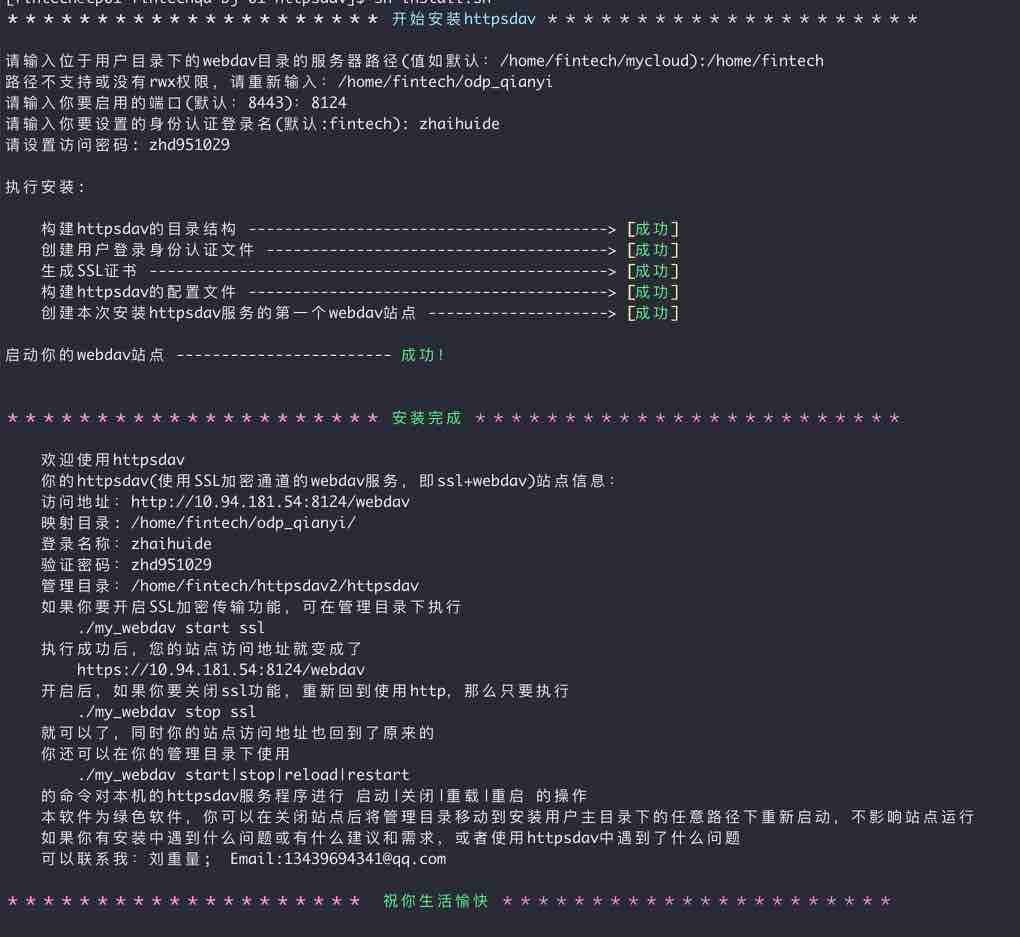 * * * * * * * * * * * * * * * * * * * * * 开始安装httpsdav * * * * * * * * * * * * * * * * * * * * *
请输入位于用户目录下的webdav目录的服务器路径(值如默认: /home/fintech/mycloud):/home/fintech
路径不支持或没有rwx权限, 请重新输入: /home/fintech/odp_qianyi
请输入你要启用的端口(默认: 8443): 8124
请输入你要设置的身份认证登录名(默认:fintech): zhaihuide
请设置访问密码: zhd951029
执行安装:
构建httpsdav的目录结构 ----------------------------------------> [成功]
创建用户登录身份认证文件 --------------------------------------> [成功]
生成SSL证书 ---------------------------------------------------> [成功]
构建httpsdav的配置文件 ----------------------------------------> [成功]
创建本次安装httpsdav服务的第一个webdav站点 --------------------> [成功]
启动你的webdav站点 ------------------------ 成功!
* * * * * * * * * * * * * * * * * * * * * 安装完成 * * * * * * * * * * * * * * * * * * * * * * * *
欢迎使用httpsdav
你的httpsdav(使用SSL加密通道的webdav服务, 即ssl+webdav)站点信息:
访问地址: http://10.94.181.54:8124/webdav
映射目录: /home/fintech/odp_qianyi/
登录名称: zhaihuide
验证密码: zhd951029
管理目录: /home/fintech/httpsdav2/httpsdav
如果你要开启SSL加密传输功能, 可在管理目录下执行
./my_webdav start ssl
执行成功后, 您的站点访问地址就变成了
https://10.94.181.54:8124/webdav
开启后, 如果你要关闭ssl功能, 重新回到使用http, 那么只要执行
./my_webdav stop ssl
就可以了, 同时你的站点访问地址也回到了原来的
你还可以在你的管理目录下使用
./my_webdav start|stop|reload|restart
的命令对本机的httpsdav服务程序进行 启动|关闭|重载|重启 的操作
本软件为绿色软件, 你可以在关闭站点后将管理目录移动到安装用户主目录下的任意路径下重新启动, 不影响站点运行
如果你有安装中遇到什么问题或有什么建议和需求, 或者使用httpsdav中遇到了什么问题
可以联系我: 刘重量; Email:13439694341@qq.com
* * * * * * * * * * * * * * * * * * * * 祝你生活愉快 * * * * * * * * * * * * * * * * * * * * * *